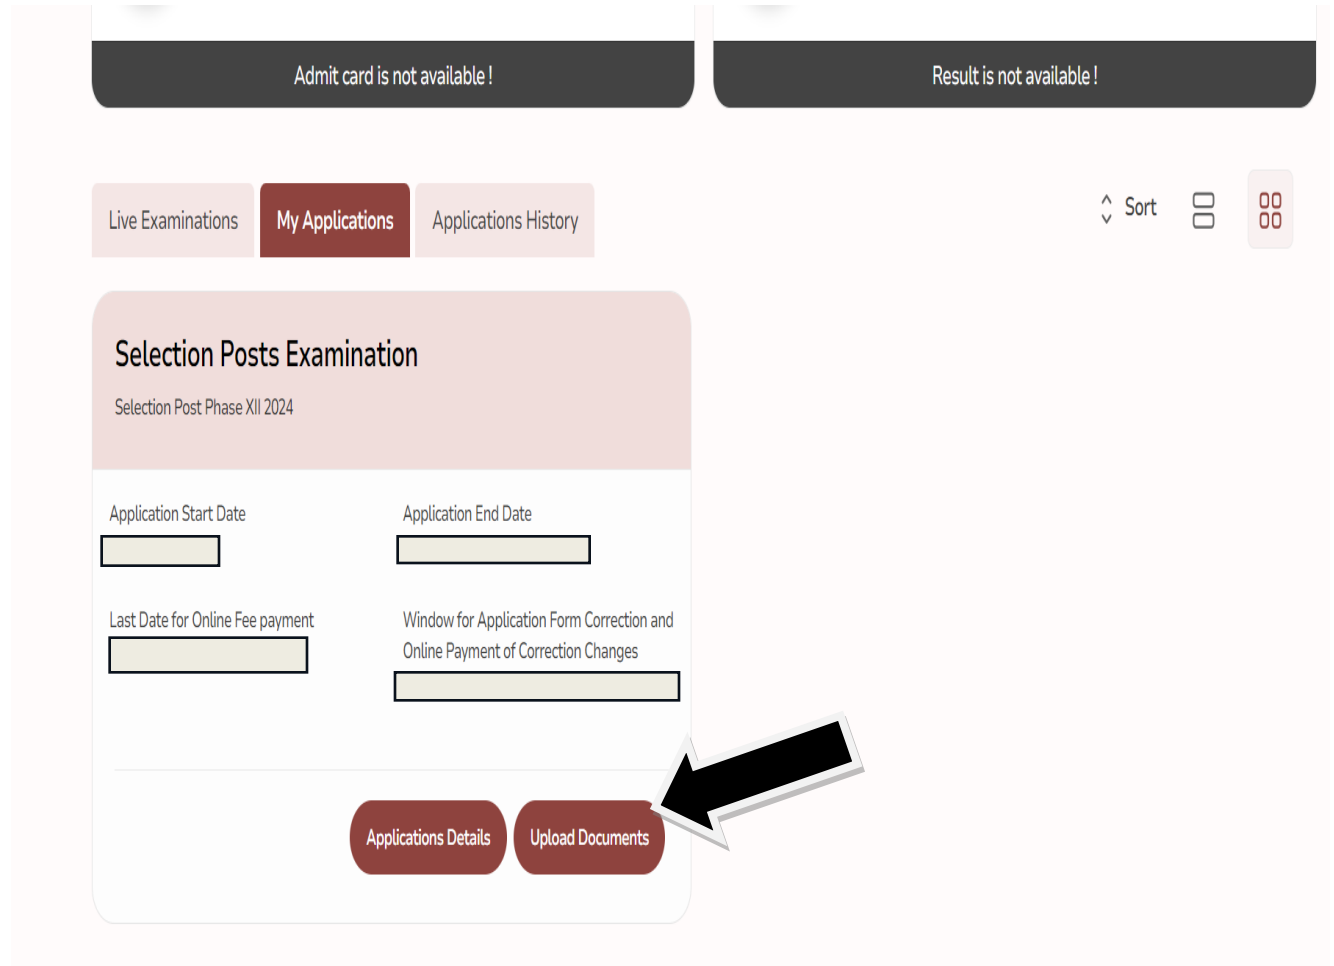 Admit card is not available !
Result is not available !
Live Examinations
My Applications
Applications History
Sort
Selection Posts Examination
Selection Post Phase XII 2024
Application Start Date
Application End Date
Last Date for Online Fee payment
Window for Application Form Correction and
Online Payment of Correction Changes
Applications Details
Upload Documents